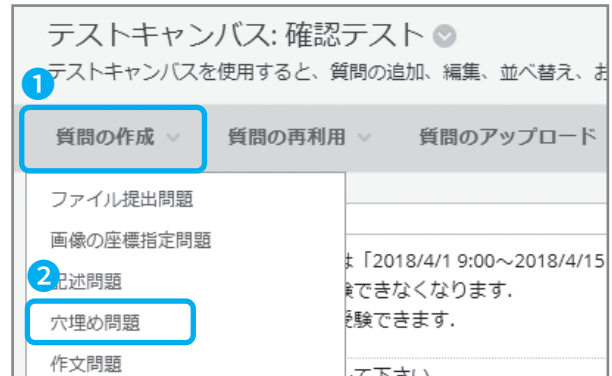 テストキャンバス: 確認テスト
テストキャンバスを使用すると、質問の追加、編集、並べ替え、お
1
質問の作成 質問の再利用 質問のアップロード
ファイル提出問題
画像の座標指定問題
は「2018/4/1 9:00～2018/4/15
2
記述問題
験できなくなります.
穴埋め問題
受験できます.
作文問題
して下さい